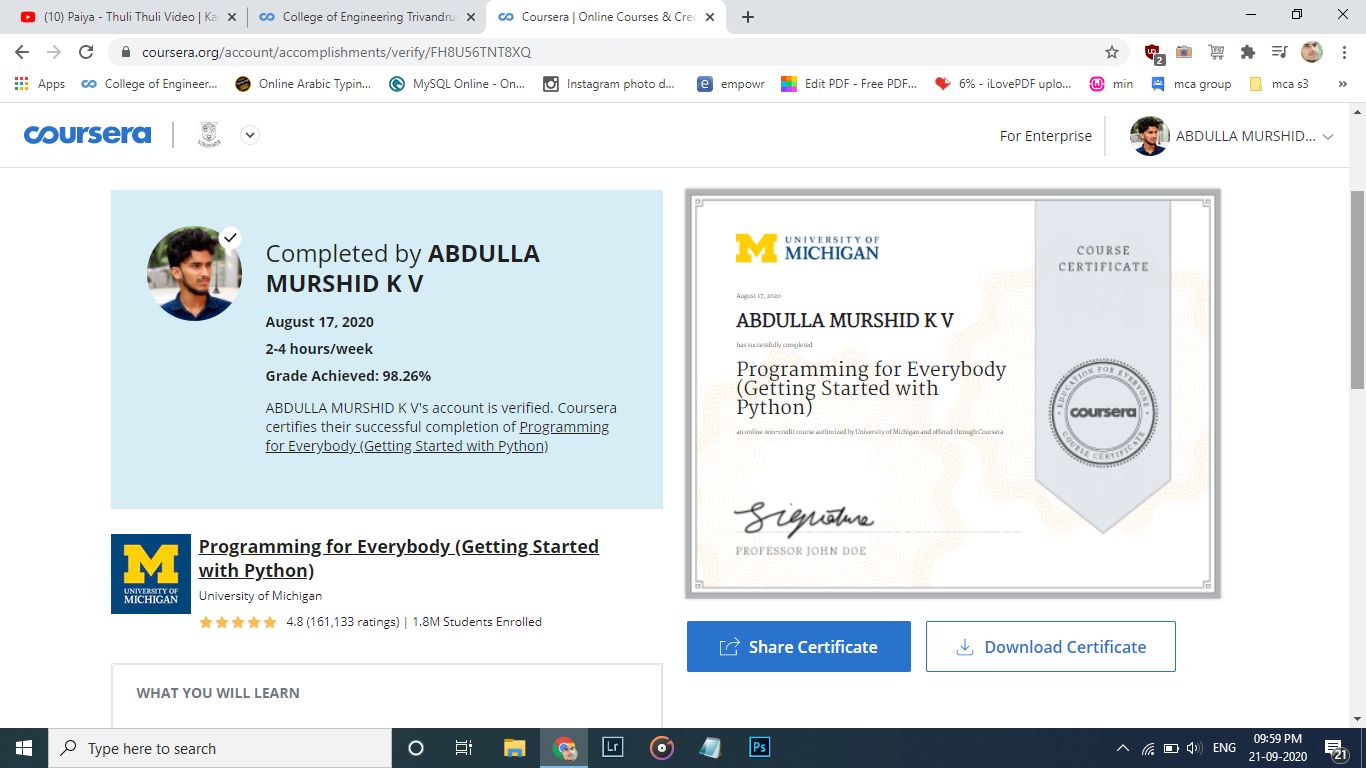 (10) Paiya - Thuli Thuli Video | Ka
College of Engineering Trivandru
Coursera | Online Courses & Cred
coursera.org/account/accomplishments/verify/FH8U56TNT8XQ
2
Apps
College of Engineer...
Online Arabic Typin...
MySQL Online - On...
Instagram photo d...
empowr
Edit PDF - Free PDF...
6% - iLovePDF uplo...
min
mca group
mca s3
coursera
For Enterprise
ABDULLA MURSHID...
Completed by ABDULLA
MURSHID K V
August 17, 2020
2-4 hours/week
Grade Achieved: 98.26%
ABDULLA MURSHID K V's account is verified. Coursera
certifies their successful completion of Programming
for Everybody (Getting Started with Python)
UNIVERSITY OF
MICHIGAN
COURSE
CERTIFICATE
August 17, 2020
ABDULLA MURSHID K V
has successfully completed
Programming for Everybody
(Getting Started with
Python)
an online non-credit course authorized by University of Michigan and offered through Coursera
EDUCATION FOR EVERYONE
coursera
COURSE CERTIFICATE
Signature
PROFESSOR JOHN DOE
M
UNIVERSITY OF
MICHIGAN
Programming for Everybody (Getting Started
with Python)
University of Michigan
4.8 (161,133 ratings) | 1.8M Students Enrolled
Share Certificate
Download Certificate
WHAT YOU WILL LEARN
Type here to search
Lr
Ps
ENG
09:59 PM
21-09-2020
21